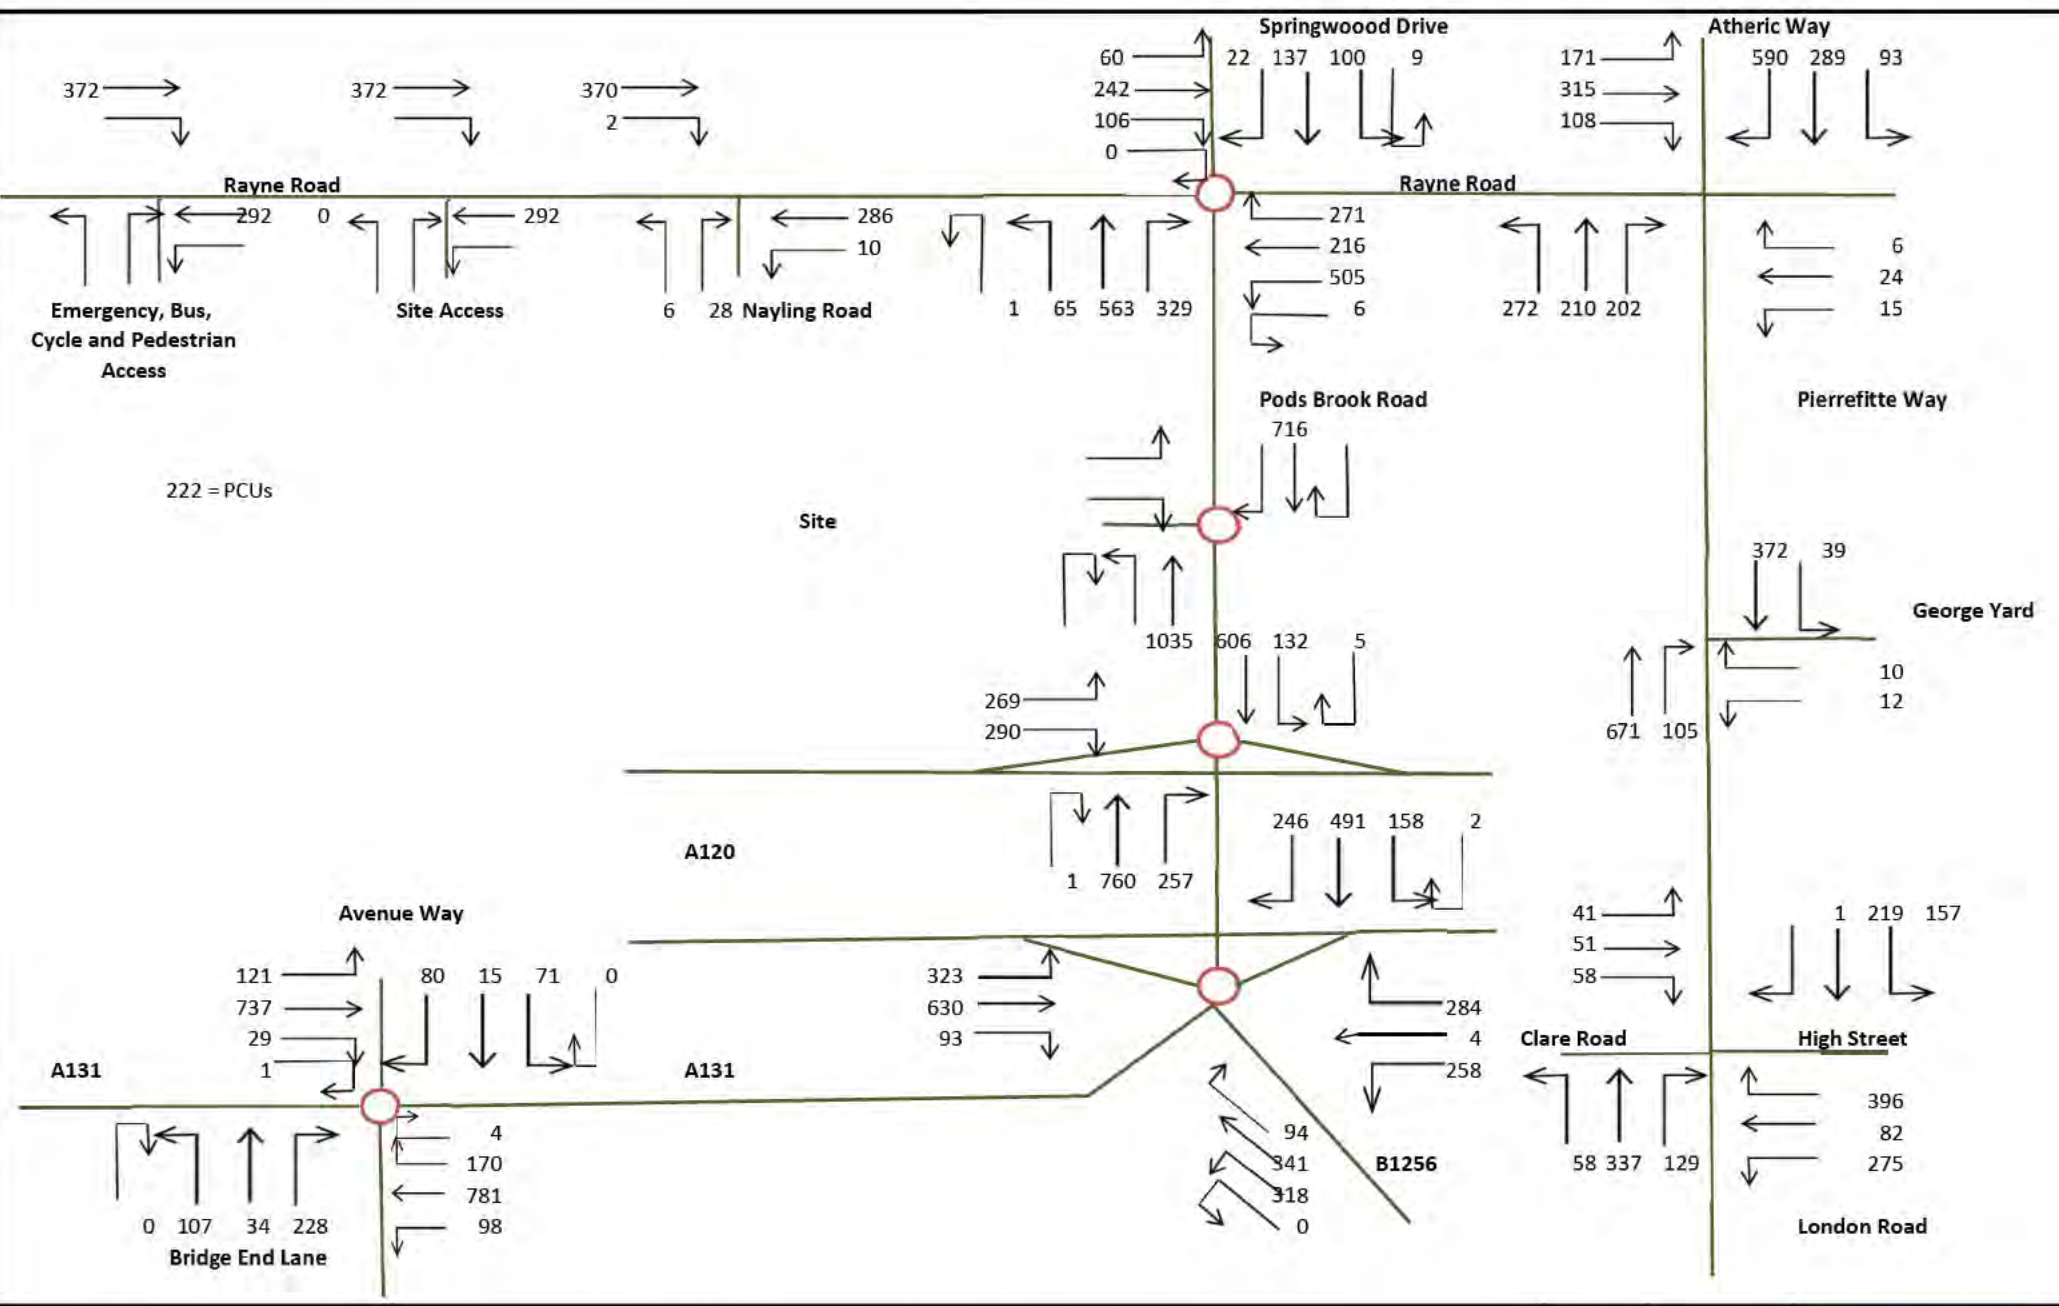 Springwoood Drive
Atheric Way
60 22 137 100 9
171 590 289 93
372 372 370
242
315
2
106
108
0
Rayne Road
Rayne Road
292 0 292 286
10
271
216
505
6
6
24
15
Emergency, Bus,
Cycle and Pedestrian
Access
Site Access
6 28 Nayling Road
1 65 563 329
272 210 202
Pods Brook Road
Pierrefitte Way
716
222 = PCUs
Site
372 39
George Yard
1035 606 132 5
10
12
269
290
671 105
246 491 158 2
A120
1 760 257
Avenue Way
41 1 219 157
51
58
121 80 15 71 0
737
29
1
323
630
93
284
4
258
Clare Road
High Street
A131
A131
396
82
275
4
170
781
98
94
341
318
0
B1256
58 337 129
0 107 34 228
Bridge End Lane
London Road